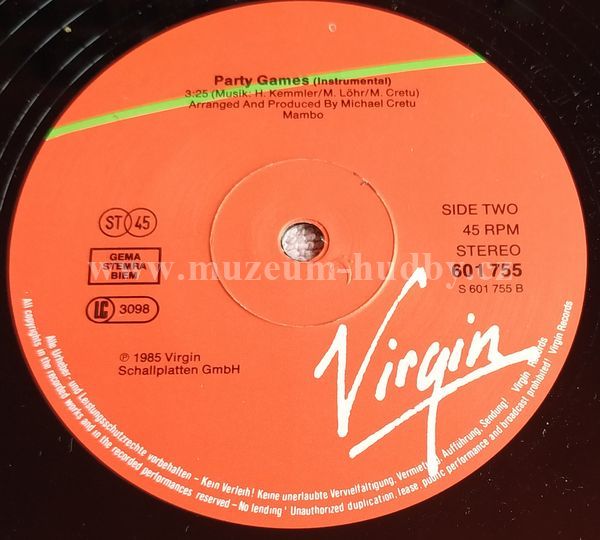 Party Games (Instrumental)
3:25 (Musik: H. Kemmler/M. Löhr/M. Cretu)
Arranged And Produced By Michael Cretu
Mambo
ST 45
GEMA
STEMRA
BIEM
LC 3098
SIDE TWO
45 RPM
STEREO
601 755
S 601 755 B
www.muzeum-hudby.cz
℗ 1985 Virgin
Schallplatten GmbH
Virgin
Alle Urheber- und Leistungsschutzrechte vorbehalten – Kein Verleih! Keine unerlaubte Vervielfältigung, Vermietung, Aufführung, Sendung! Virgin Records
All copyrights in the recorded works and in the recorded performances reserved – No lending! Unauthorized duplication, lease, public performance and broadcast prohibited! Virgin Records